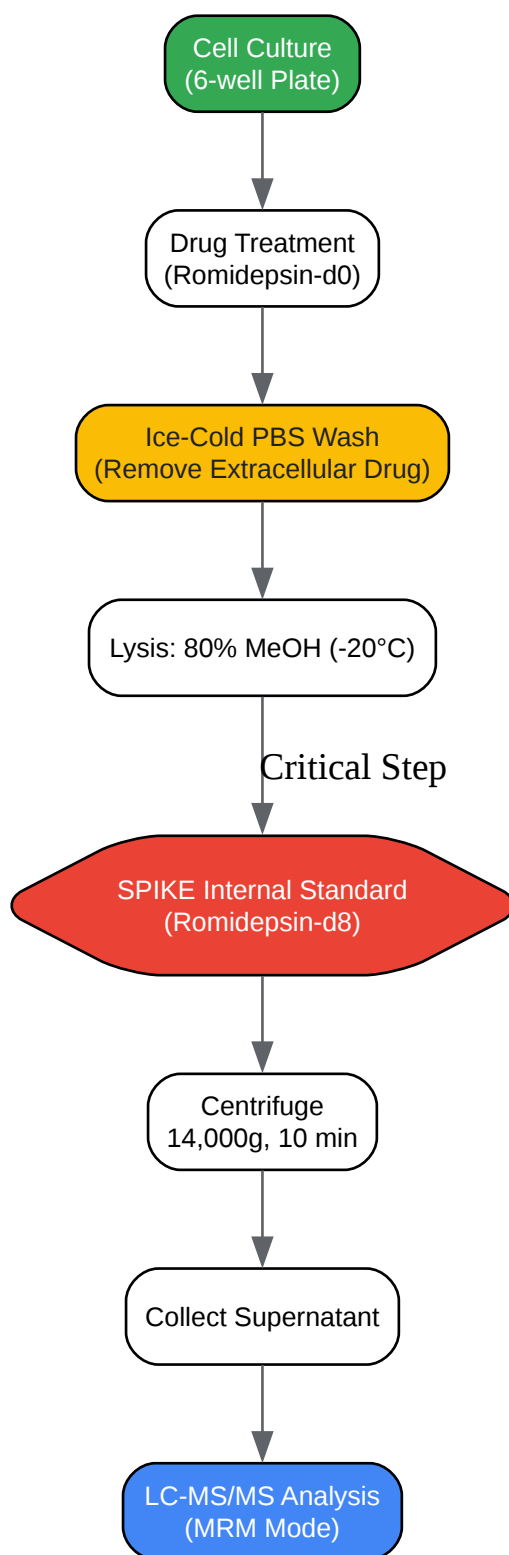 Cell Culture
(6-well Plate)
Drug Treatment
(Romidepsin-d0)
Ice-Cold PBS Wash
(Remove Extracellular Drug)
Lysis: 80% MeOH (-20°C)
Critical Step
SPIKE Internal Standard
(Romidepsin-d8)
Centrifuge
14,000g, 10 min
Collect Supernatant
LC-MS/MS Analysis
(MRM Mode)